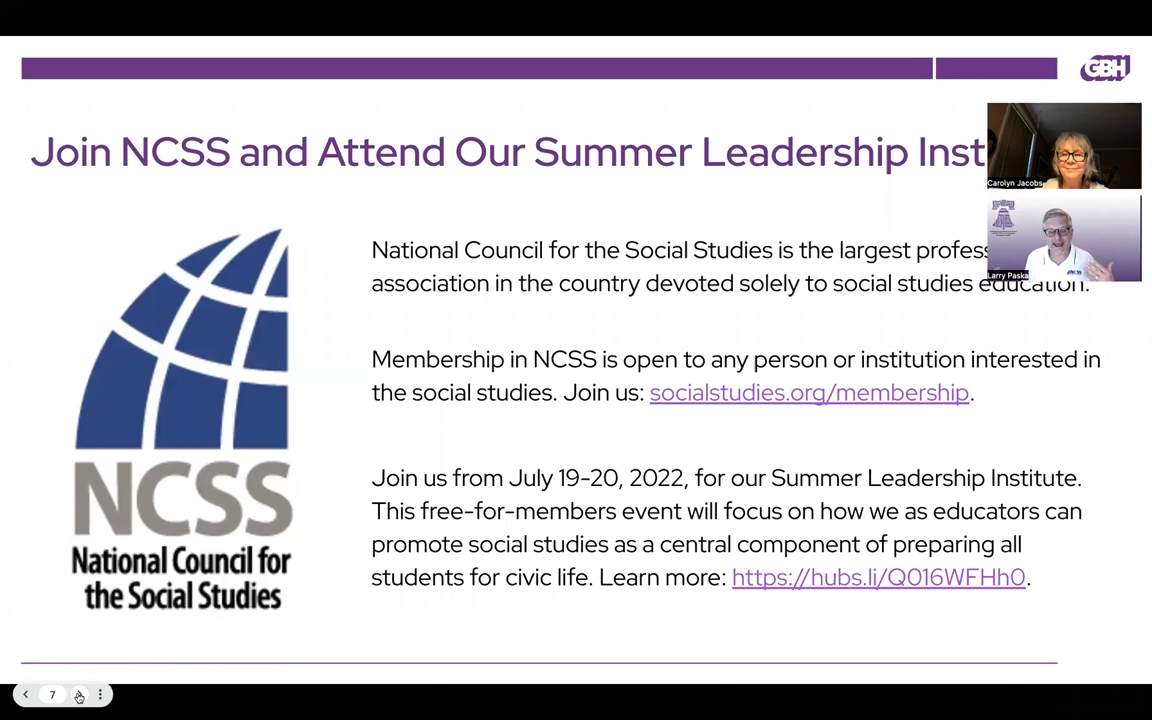 GBH
Join NCSS and Attend Our Summer Leadership Inst
Carolyn Jacobs
Larry Paska
National Council for the Social Studies is the largest profess
association in the country devoted solely to social studies education.
Membership in NCSS is open to any person or institution interested in
the social studies. Join us: socialstudies.org/membership.
Join us from July 19-20, 2022, for our Summer Leadership Institute.
This free-for-members event will focus on how we as educators can
promote social studies as a central component of preparing all
students for civic life. Learn more: https://hubs.li/Q016WFHh0.
NCSS
National Council for
the Social Studies
7